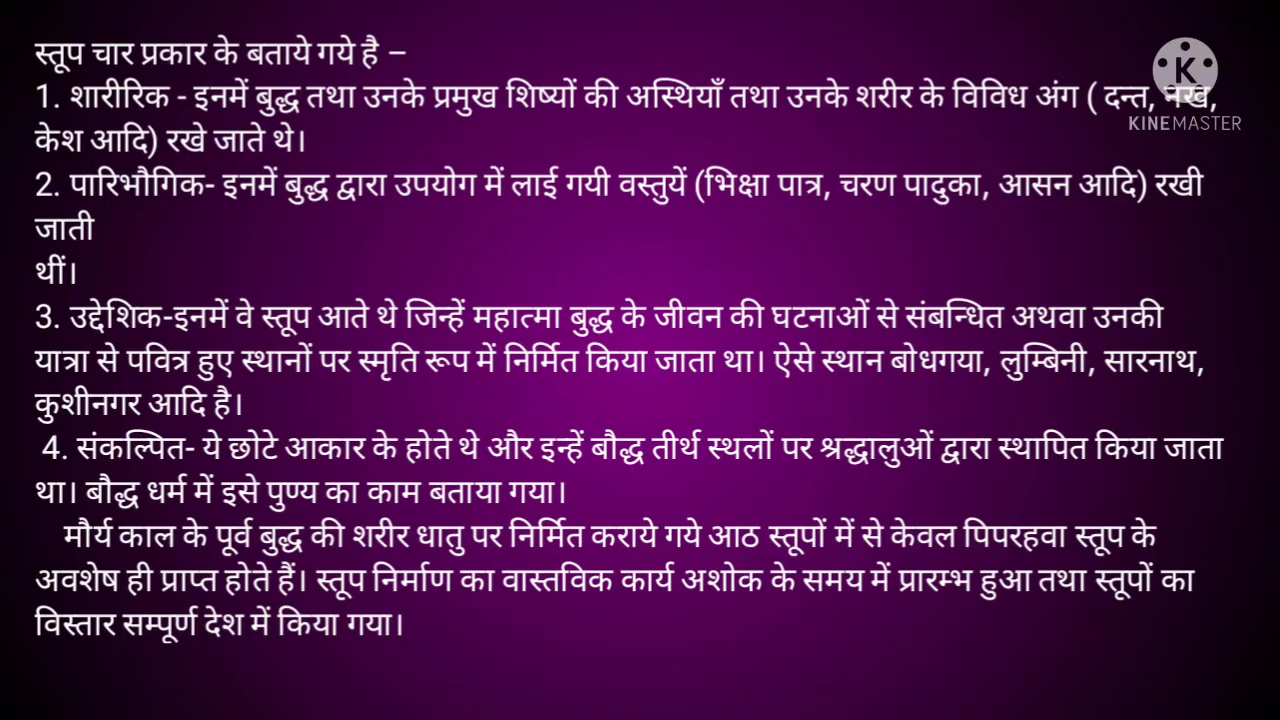 स्तूप चार प्रकार के बताये गये है –
1. शारीरिक - इनमें बुद्ध तथा उनके प्रमुख शिष्यों की अस्थियाँ तथा उनके शरीर के विविध अंग ( दन्त, नख,
केश आदि) रखे जाते थे।
2. पारिभौगिक- इनमें बुद्ध द्वारा उपयोग में लाई गयी वस्तुयें (भिक्षा पात्र, चरण पादुका, आसन आदि) रखी
जाती
थीं।
3. उद्देशिक-इनमें वे स्तूप आते थे जिन्हें महात्मा बुद्ध के जीवन की घटनाओं से संबन्धित अथवा उनकी
यात्रा से पवित्र हुए स्थानों पर स्मृति रूप में निर्मित किया जाता था। ऐसे स्थान बोधगया, लुम्बिनी, सारनाथ,
कुशीनगर आदि है।
4. संकल्पित- ये छोटे आकार के होते थे और इन्हें बौद्ध तीर्थ स्थलों पर श्रद्धालुओं द्वारा स्थापित किया जाता
था। बौद्ध धर्म में इसे पुण्य का काम बताया गया।
मौर्य काल के पूर्व बुद्ध की शरीर धातु पर निर्मित कराये गये आठ स्तूपों में से केवल पिपरहवा स्तूप के
अवशेष ही प्राप्त होते हैं। स्तूप निर्माण का वास्तविक कार्य अशोक के समय में प्रारम्भ हुआ तथा स्तूपों का
विस्तार सम्पूर्ण देश में किया गया।
K
KINEMASTER